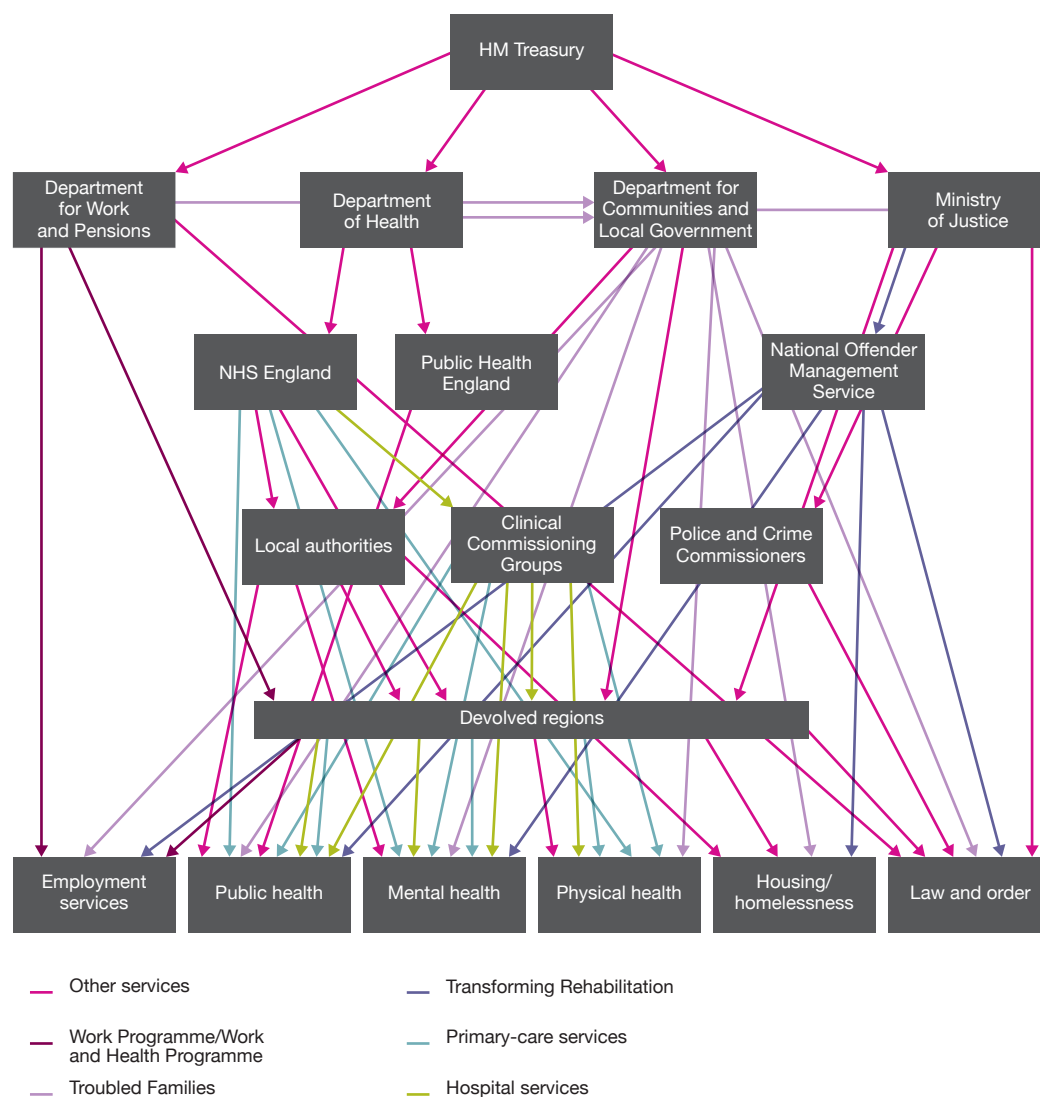 HM Treasury
Department
for Work
and Pensions
Department
of Health
Department for
Communities and
Local Government
Ministry
of Justice
NHS England
Public Health
England
National Offender
Management
Service
Local authorities
Clinical
Commissioning
Groups
Police and Crime
Commissioners
Devolved regions
Employment
services
Public health
Mental health
Physical health
Housing/
homelessness
Law and order
Other services
Work Programme/Work
and Health Programme
Troubled Families
Transforming Rehabilitation
Primary-care services
Hospital services